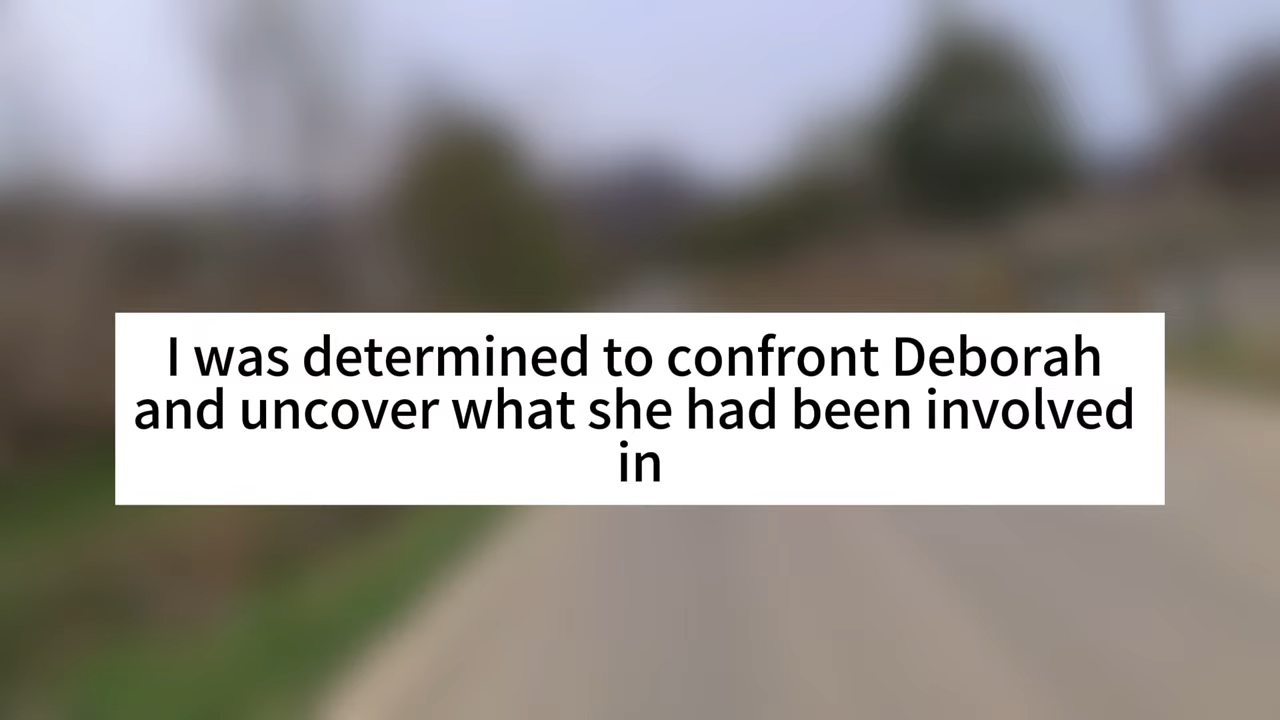 I was determined to confront Deborah
and uncover what she had been involved
in